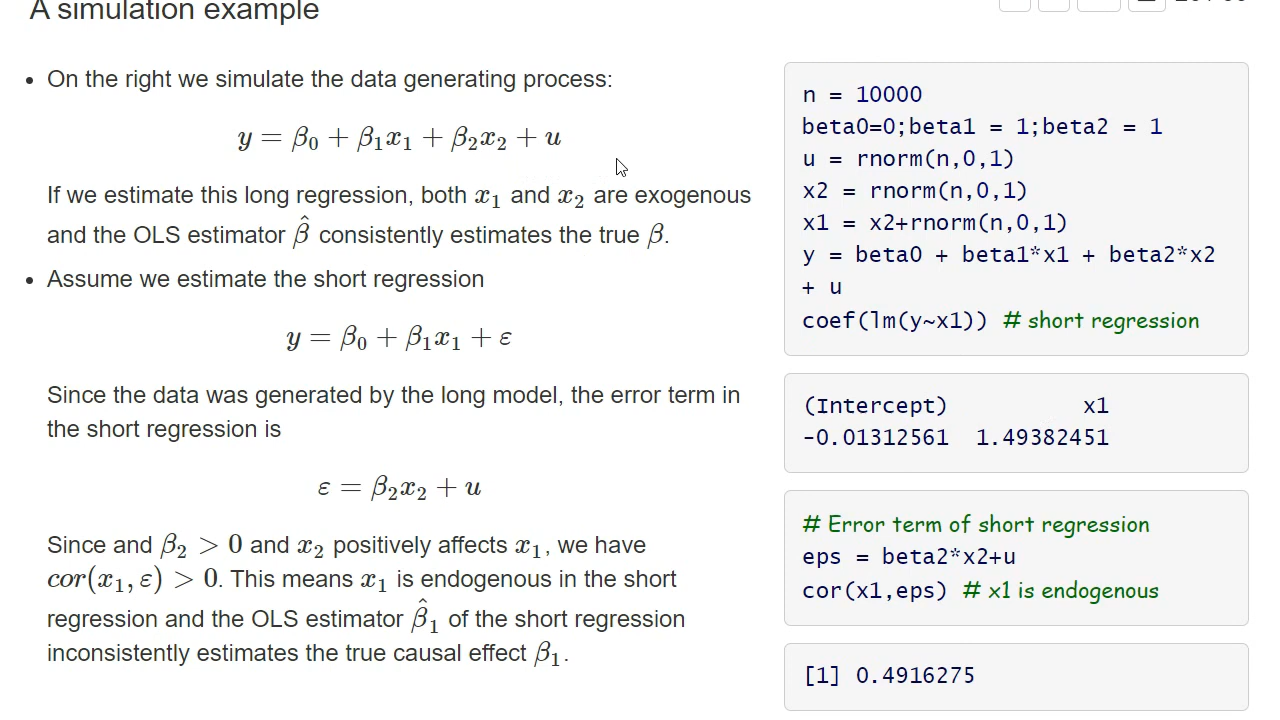 A simulation example
• On the right we simulate the data generating process:
y = β₀ + β₁x₁ + β₂x₂ + u
If we estimate this long regression, both x₁ and x₂ are exogenous
and the OLS estimator β̂ consistently estimates the true β.
• Assume we estimate the short regression
y = β₀ + β₁x₁ + ε
Since the data was generated by the long model, the error term in
the short regression is
ε = β₂x₂ + u
Since and β₂ > 0 and x₂ positively affects x₁, we have
cor(x₁, ε) > 0. This means x₁ is endogenous in the short
regression and the OLS estimator β̂₁ of the short regression
inconsistently estimates the true causal effect β₁.
n = 10000
beta0=0;beta1 = 1;beta2 = 1
u = rnorm(n,0,1)
x2 = rnorm(n,0,1)
x1 = x2+rnorm(n,0,1)
y = beta0 + beta1*x1 + beta2*x2
+ u
coef(lm(y~x1)) # short regression
(Intercept) x1
-0.01312561 1.49382451
# Error term of short regression
eps = beta2*x2+u
cor(x1,eps) # x1 is endogenous
[1] 0.4916275